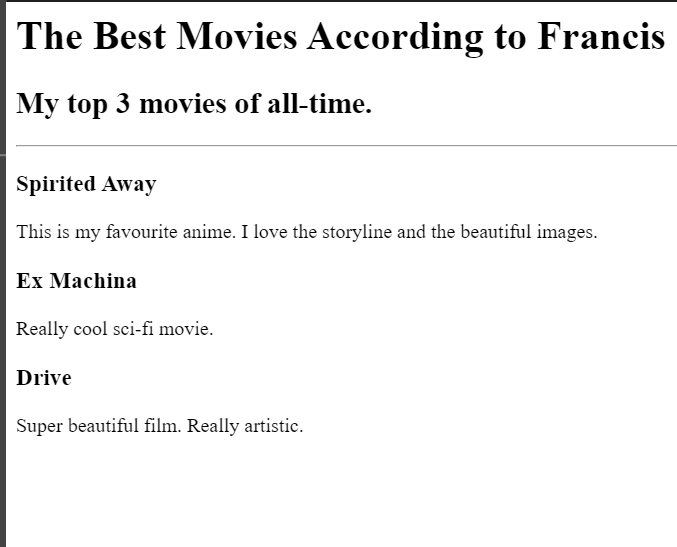 The Best Movies According to Francis
My top 3 movies of all-time.
Spirited Away
This is my favourite anime. I love the storyline and the beautiful images.
Ex Machina
Really cool sci-fi movie.
Drive
Super beautiful film. Really artistic.